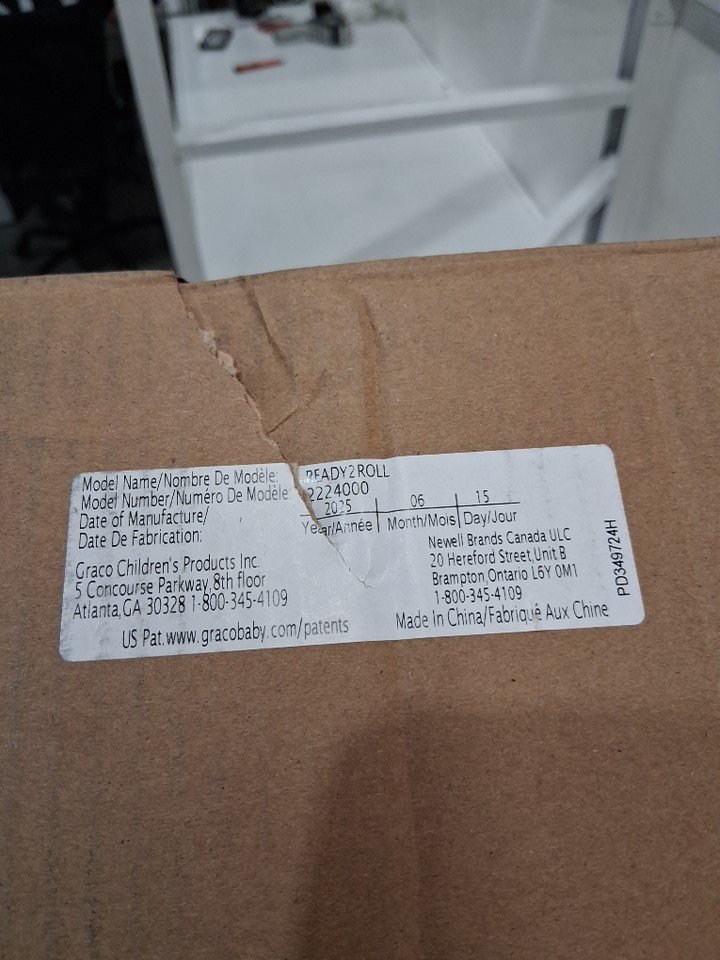 Model Name/Nombre De Modèle: READY2ROLL
Model Number/Numéro De Modèle: 2224000
Date of Manufacture/ 2025 06 15
Date De Fabrication: Year/Année Month/Mois Day/Jour
Graco Children's Products Inc.
5 Concourse Parkway,8th floor
Atlanta,GA 30328 1-800-345-4109
Newell Brands Canada ULC
20 Hereford Street,Unit B
Brampton,Ontario L6Y 0M1
1-800-345-4109
US Pat.www.gracobaby.com/patents
Made In China/Fabriqué Aux Chine
PD349724H